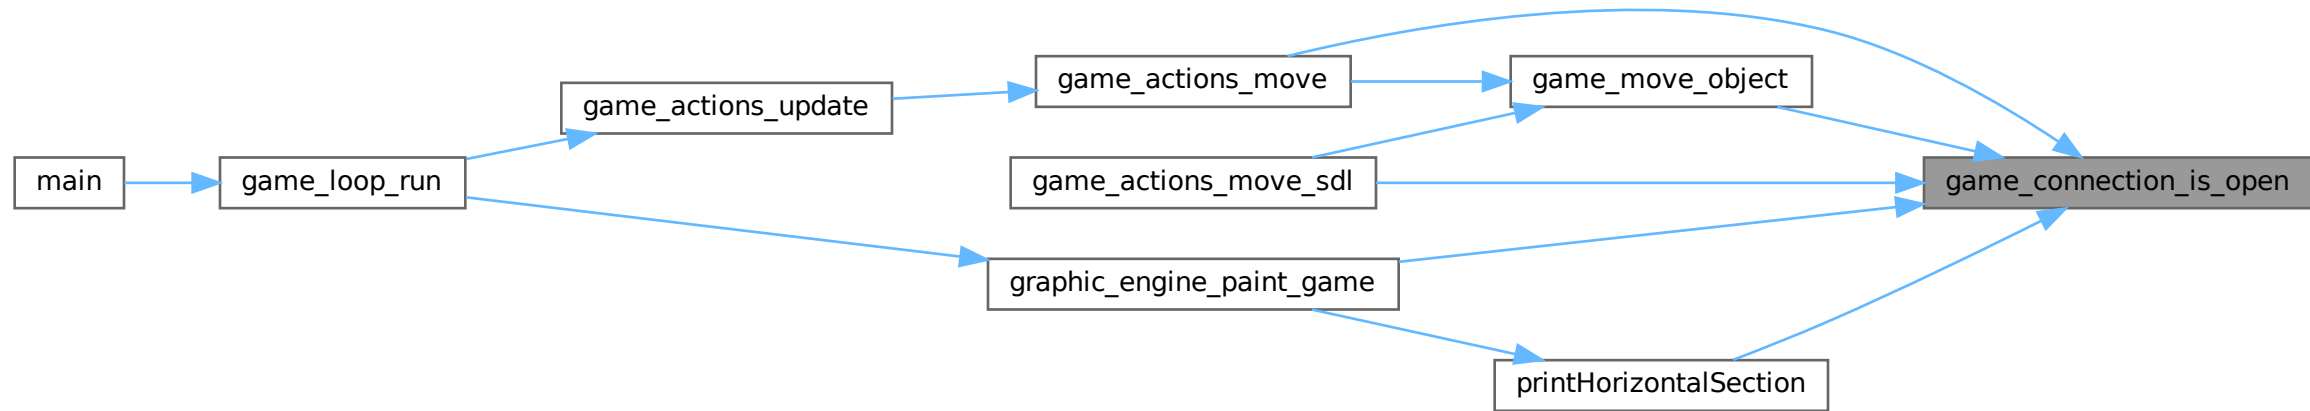 main
game_loop_run
game_actions_update
game_actions_move
game_move_object
game_actions_move_sdl
game_connection_is_open
graphic_engine_paint_game
printHorizontalSection